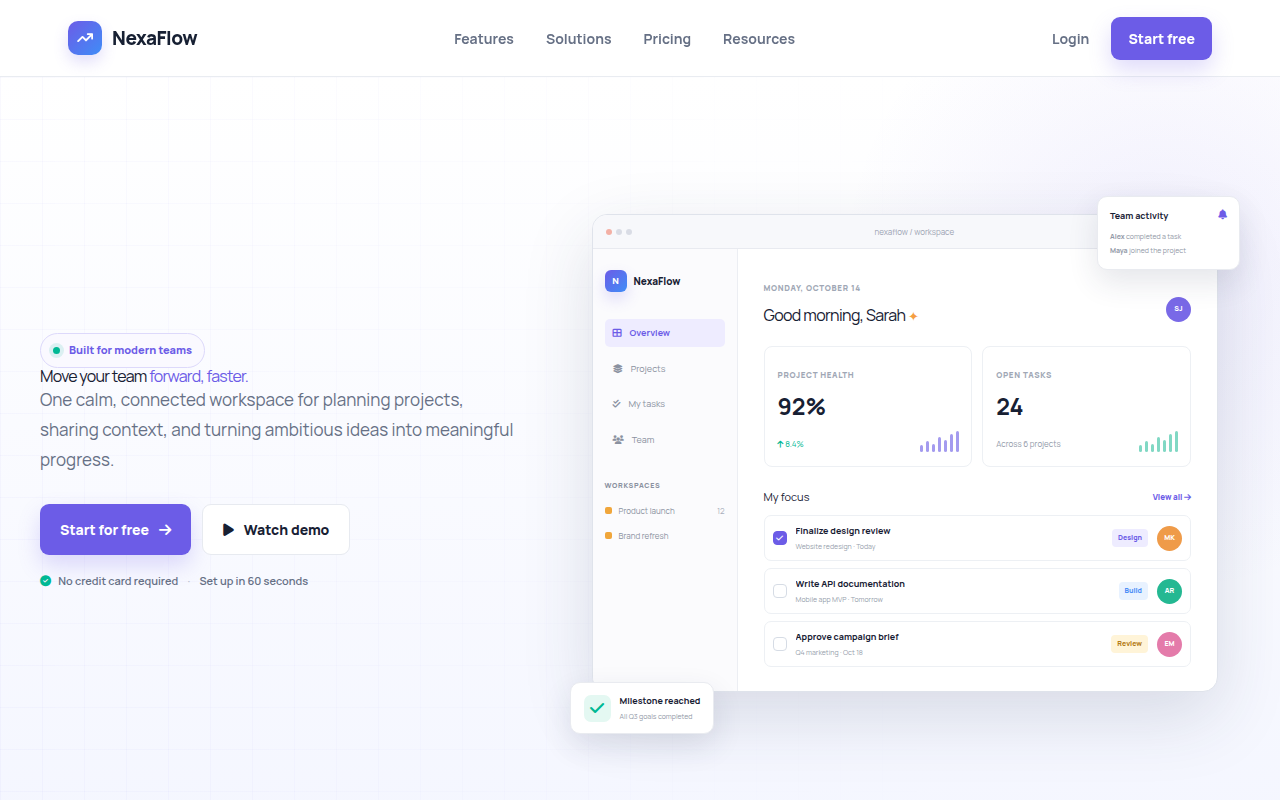 NexaFlow
Features
Solutions
Pricing
Resources
Login
Start free
Built for modern teams
Move your team forward, faster.
One calm, connected workspace for planning projects,
sharing context, and turning ambitious ideas into meaningful
progress.
Start for free
Watch demo
No credit card required · Set up in 60 seconds
nexaflow / workspace
Team activity
Alex completed a task
Maya joined the project
N NexaFlow
Overview
Projects
My tasks
Team
WORKSPACES
Product launch 12
Brand refresh
MONDAY, OCTOBER 14
Good morning, Sarah
SJ
PROJECT HEALTH
92%
8.4%
OPEN TASKS
24
Across 6 projects
My focus
View all
Finalize design review
Website redesign · Today
Design
MK
Write API documentation
Mobile app MVP · Tomorrow
Build
AR
Approve campaign brief
Q4 marketing · Oct 18
Review
EM
Milestone reached
All Q3 goals completed